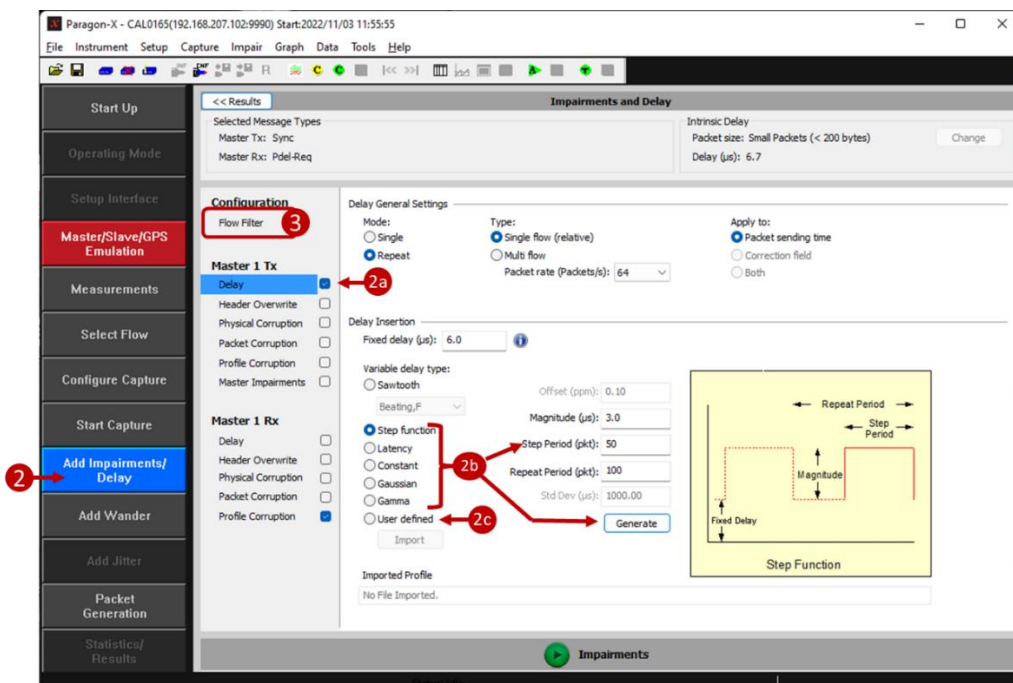 Paragon-X - CAL0165(192.168.207.102:9990) Start:2022/11/03 11:55:55
File Instrument Setup Capture Impair Graph Data Tools Help
Start Up
Operating Mode
Setup Interface
Master/Slave/GPS
Emulation
Measurements
Select Flow
Configure Capture
Start Capture
2
Add Impairments/
Delay
Add Wander
Add Jitter
Packet
Generation
Statistics/
Results
<< Results
Impairments and Delay
Selected Message Types
Master Tx: Sync
Master Rx: Pdel-Req
Intrinsic Delay
Packet size: Small Packets (< 200 bytes)
Change
Delay (µs): 6.7
Configuration
Flow Filter
3
Master 1 Tx
Delay
2a
Header Overwrite
Physical Corruption
Packet Corruption
Profile Corruption
Master Impairments
Master 1 Rx
Delay
Header Overwrite
Physical Corruption
Packet Corruption
Profile Corruption
Delay General Settings
Mode:
Single
Repeat
Type:
Single flow (relative)
Multi flow
Packet rate (Packets/s): 64
Apply to:
Packet sending time
Correction field
Both
Delay Insertion
Fixed delay (µs): 6.0
Variable delay type:
Sawtooth
Beating,F
Step function
Latency
Constant
Gaussian
Gamma
2b
User defined
2c
Import
Offset (ppm): 0.10
Magnitude (µs): 3.0
Step Period (pkt): 50
Repeat Period (pkt): 100
Std Dev (µs): 1000.00
Generate
Repeat Period
Step
Period
Magnitude
Fixed Delay
Step Function
Imported Profile
No File Imported.
Impairments